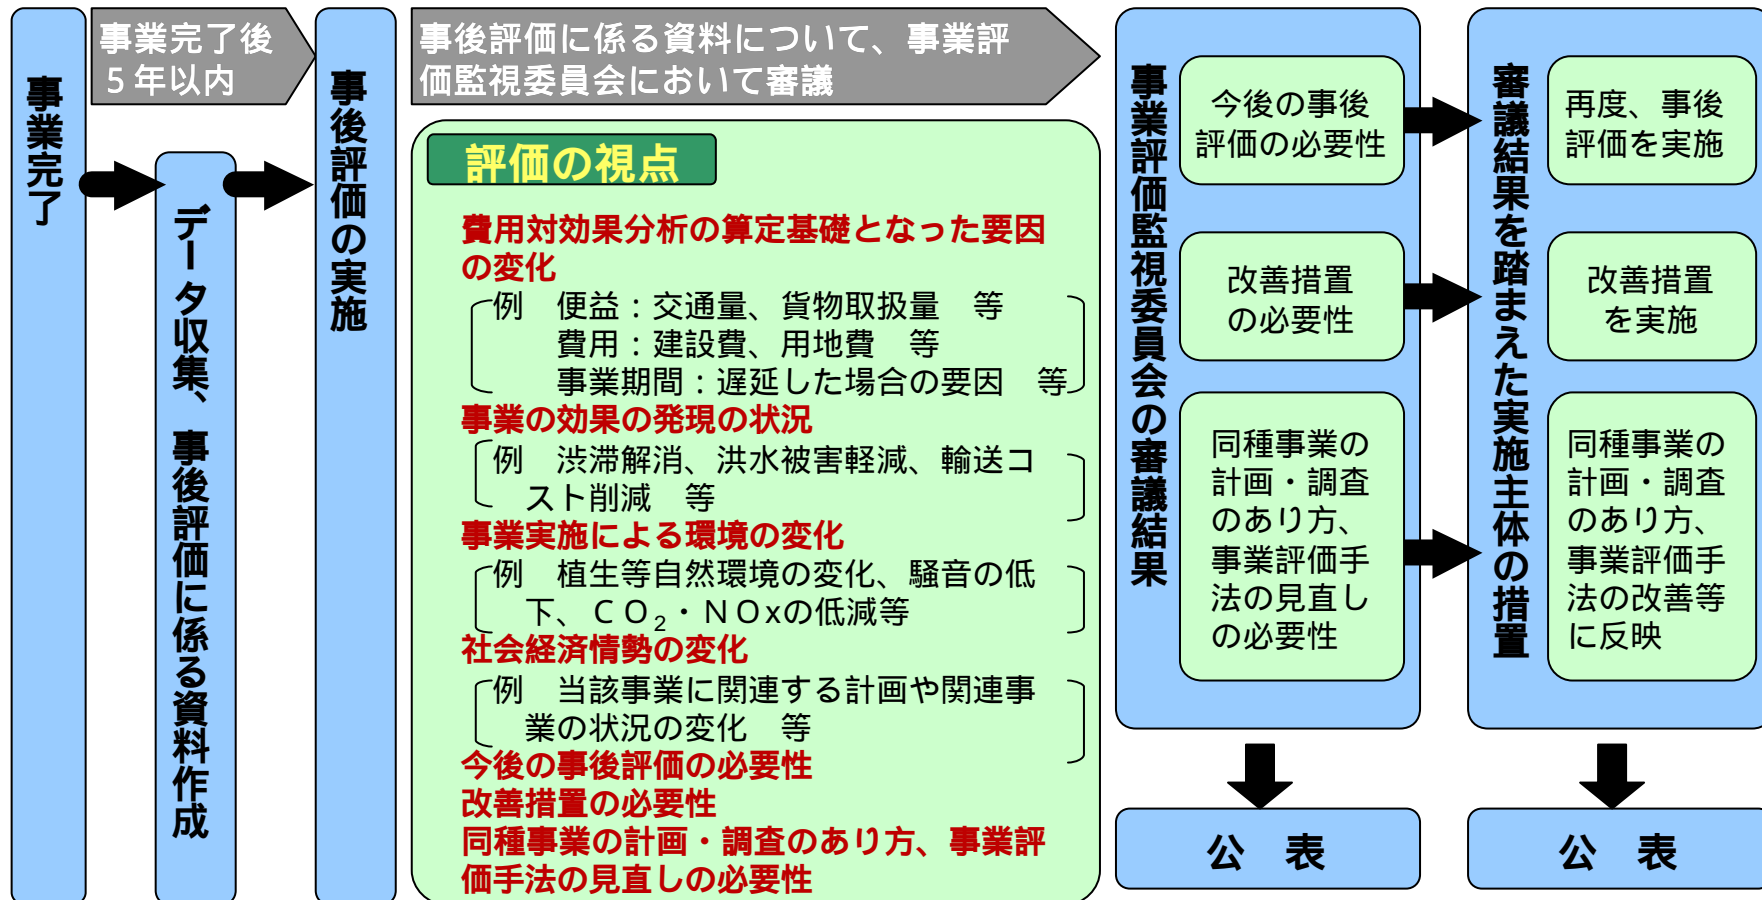 事業完了
事業完了後
５年以内
データ収集、事後評価に係る資料作成
事後評価の実施
事後評価に係る資料について、事業評
価監視委員会において審議
評価の視点
費用対効果分析の算定基礎となった要因
の変化
例　便益：交通量、貨物取扱量　等
費用：建設費、用地費　等
事業期間：遅延した場合の要因　等
事業の効果の発現の状況
例　渋滞解消、洪水被害軽減、輸送コ
スト削減　等
事業実施による環境の変化
例　植生等自然環境の変化、騒音の低
下、ＣＯ₂・ＮＯxの低減等
社会経済情勢の変化
例　当該事業に関連する計画や関連事
業の状況の変化　等
今後の事後評価の必要性
改善措置の必要性
同種事業の計画・調査のあり方、事業評
価手法の見直しの必要性
事業評価監視委員会の審議結果
今後の事後
評価の必要性
改善措置
の必要性
同種事業の
計画・調査
のあり方、
事業評価手
法の見直し
の必要性
公　表
審議結果を踏まえた実施主体の措置
再度、事後
評価を実施
改善措置
を実施
同種事業の
計画・調査
のあり方、
事業評価手
法の改善等
に反映
公　表